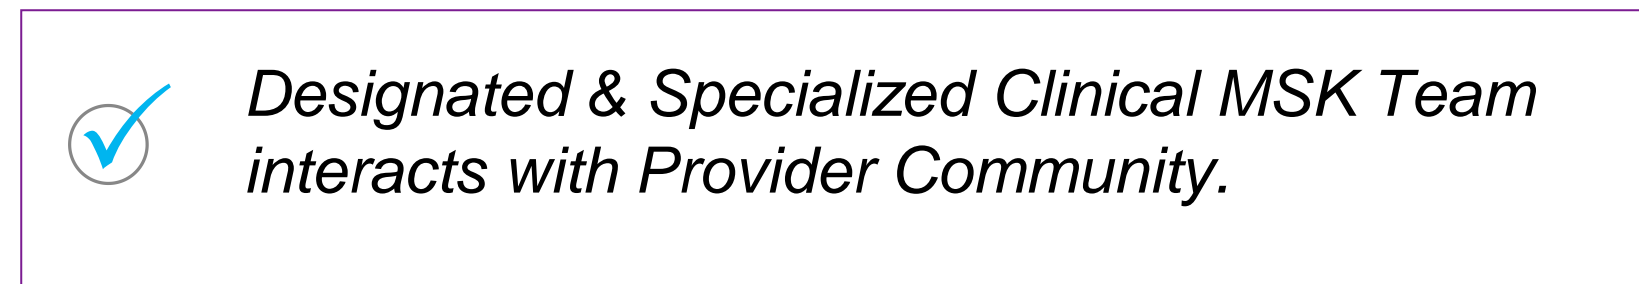 Designated & Specialized Clinical MSK Team
interacts with Provider Community.